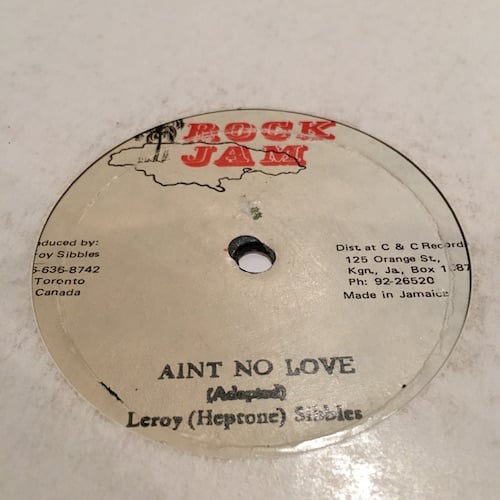 ROCK
JAM
oduced by:
roy Sibbles
6-636-8742
Toronto
Canada
Dist. at C & C Record
125 Orange St.,
Kgn., Ja., Box 1087
Ph: 92-26520
Made in Jamaica
AINT NO LOVE
(Adapted)
Leroy (Heptone) Sibbles